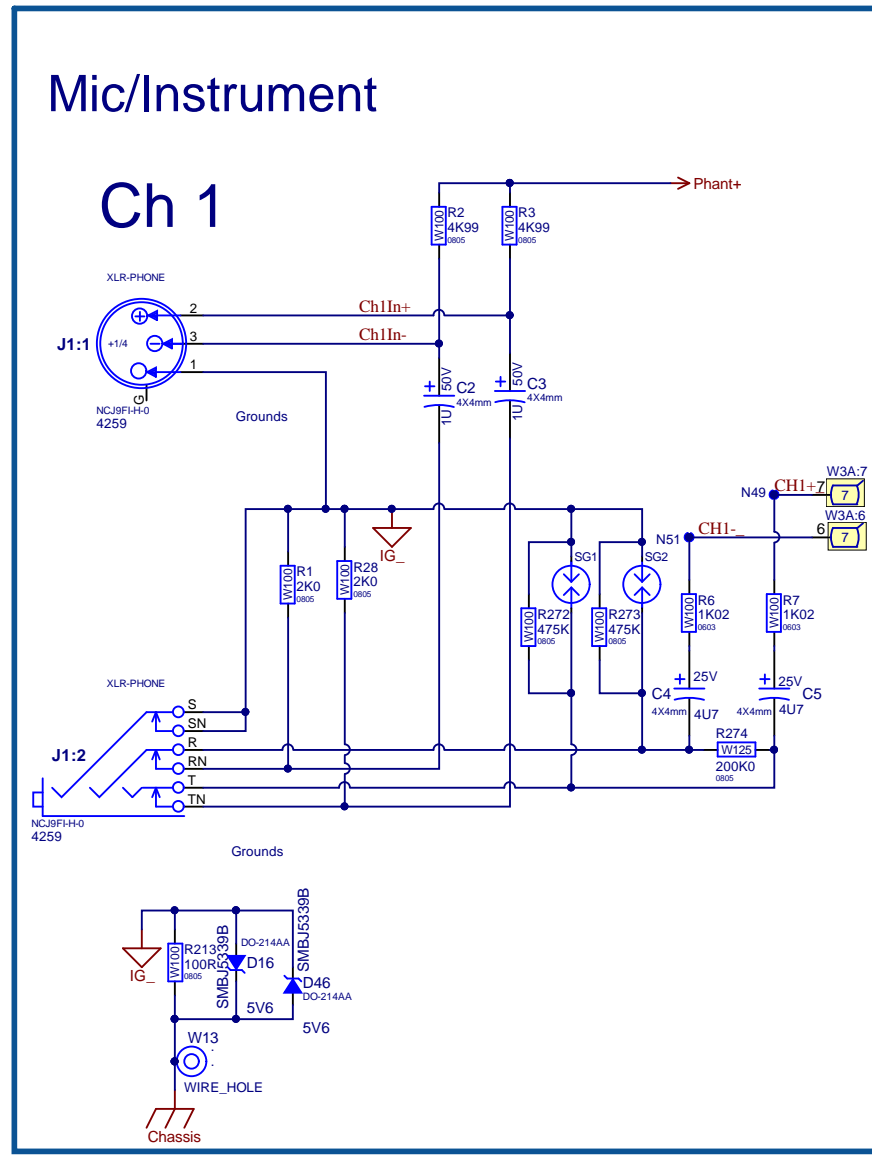 Mic/Instrument
Ch 1
Phant+
R2
4K99
0805
W100
R3
4K99
0805
W100
XLR-PHONE
J1:1
+1/4
2
3
1
G
NCJ9FI-H-0
4259
Ch1In+
Ch1In-
Grounds
50V
C2
4X4mm
1U
50V
C3
4X4mm
1U
W3A:7
CH1+_
7
7
N49
W3A:6
CH1-_
6
7
N51
IG_
R1
2K0
0805
W100
R28
2K0
0805
W100
SG1
SG2
R272
475K
0805
W100
R273
475K
0805
W100
R6
1K02
0603
W100
R7
1K02
0603
W100
25V
C4
4X4mm
4U7
25V
C5
4X4mm
4U7
R274
W125
200K0
0805
XLR-PHONE
J1:2
S
SN
R
RN
T
TN
NCJ9FI-H-0
4259
Grounds
IG_
R213
100R
0805
W100
SMBJ5339B
DO-214AA
D16
5V6
SMBJ5339B
D46
DO-214AA
5V6
W13
WIRE_HOLE
Chassis